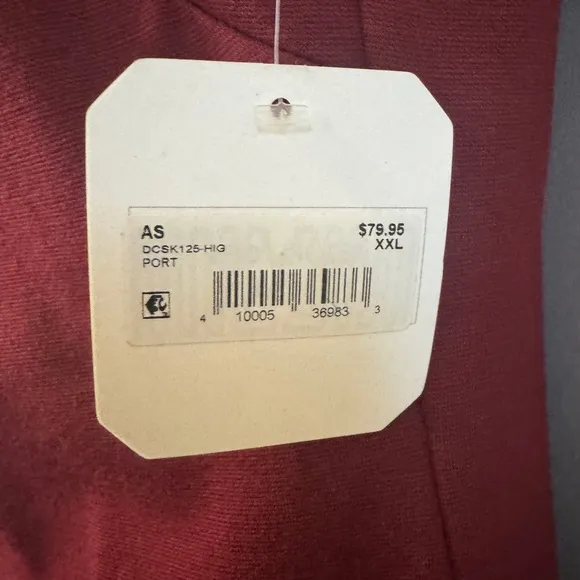 AS $79.95
DCSK125-HIG XXL
PORT
4 10005 36983 3